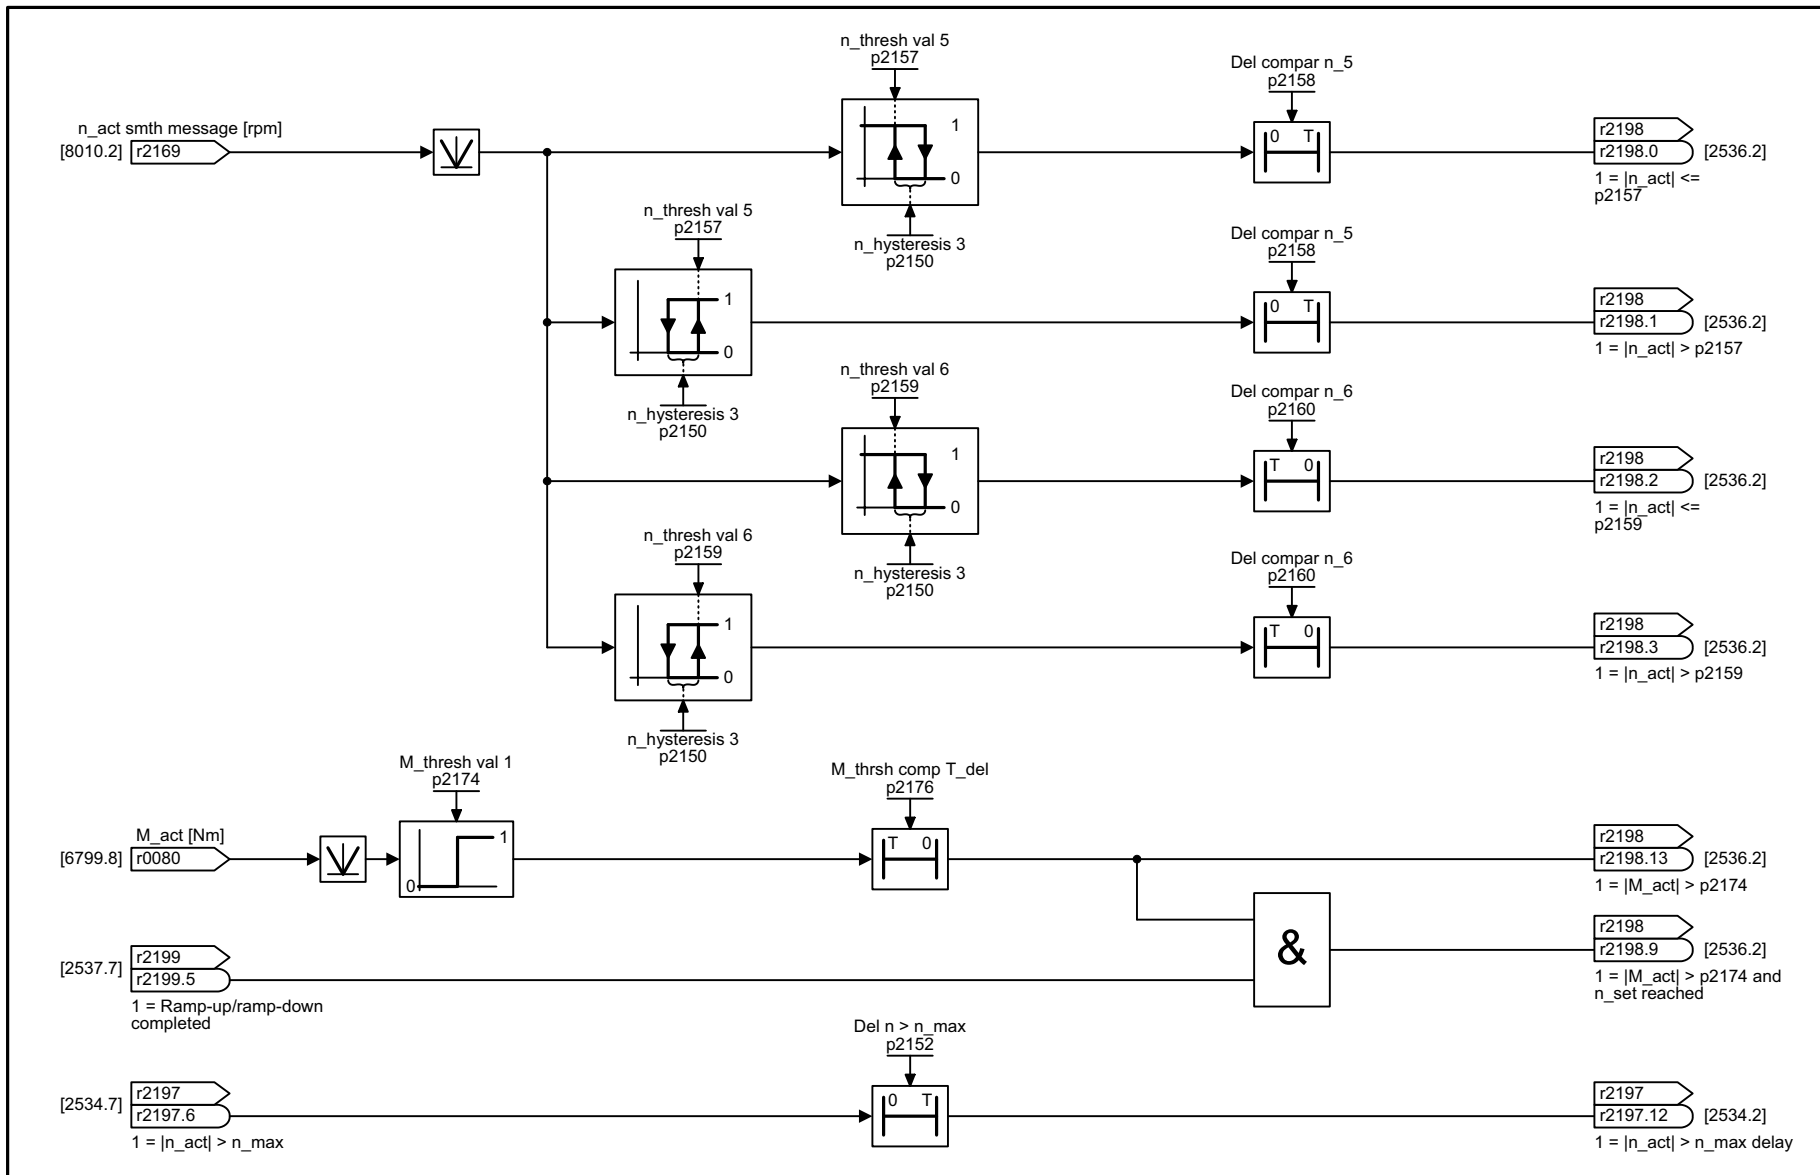 n_thresh val 5
p2157
Del compar n_5
p2158
n_act smth message [rpm]
[8010.2]
r2169
1
0
n_hysteresis 3
p2150
0 T
r2198
r2198.0
[2536.2]
1 = |n_act| <=
p2157
n_thresh val 5
p2157
1
0
n_hysteresis 3
p2150
Del compar n_5
p2158
0 T
r2198
r2198.1
[2536.2]
1 = |n_act| > p2157
n_thresh val 6
p2159
1
0
n_hysteresis 3
p2150
Del compar n_6
p2160
T 0
r2198
r2198.2
[2536.2]
1 = |n_act| <=
p2159
n_thresh val 6
p2159
1
0
n_hysteresis 3
p2150
Del compar n_6
p2160
T 0
r2198
r2198.3
[2536.2]
1 = |n_act| > p2159
M_thresh val 1
p2174
M_act [Nm]
[6799.8]
r0080
1
0
M_thrsh comp T_del
p2176
T 0
r2198
r2198.13
[2536.2]
1 = |M_act| > p2174
[2537.7]
r2199
r2199.5
1 = Ramp-up/ramp-down
completed
&
r2198
r2198.9
[2536.2]
1 = |M_act| > p2174 and
n_set reached
Del n > n_max
p2152
[2534.7]
r2197
r2197.6
1 = |n_act| > n_max
0 T
r2197
r2197.12
[2534.2]
1 = |n_act| > n_max delay